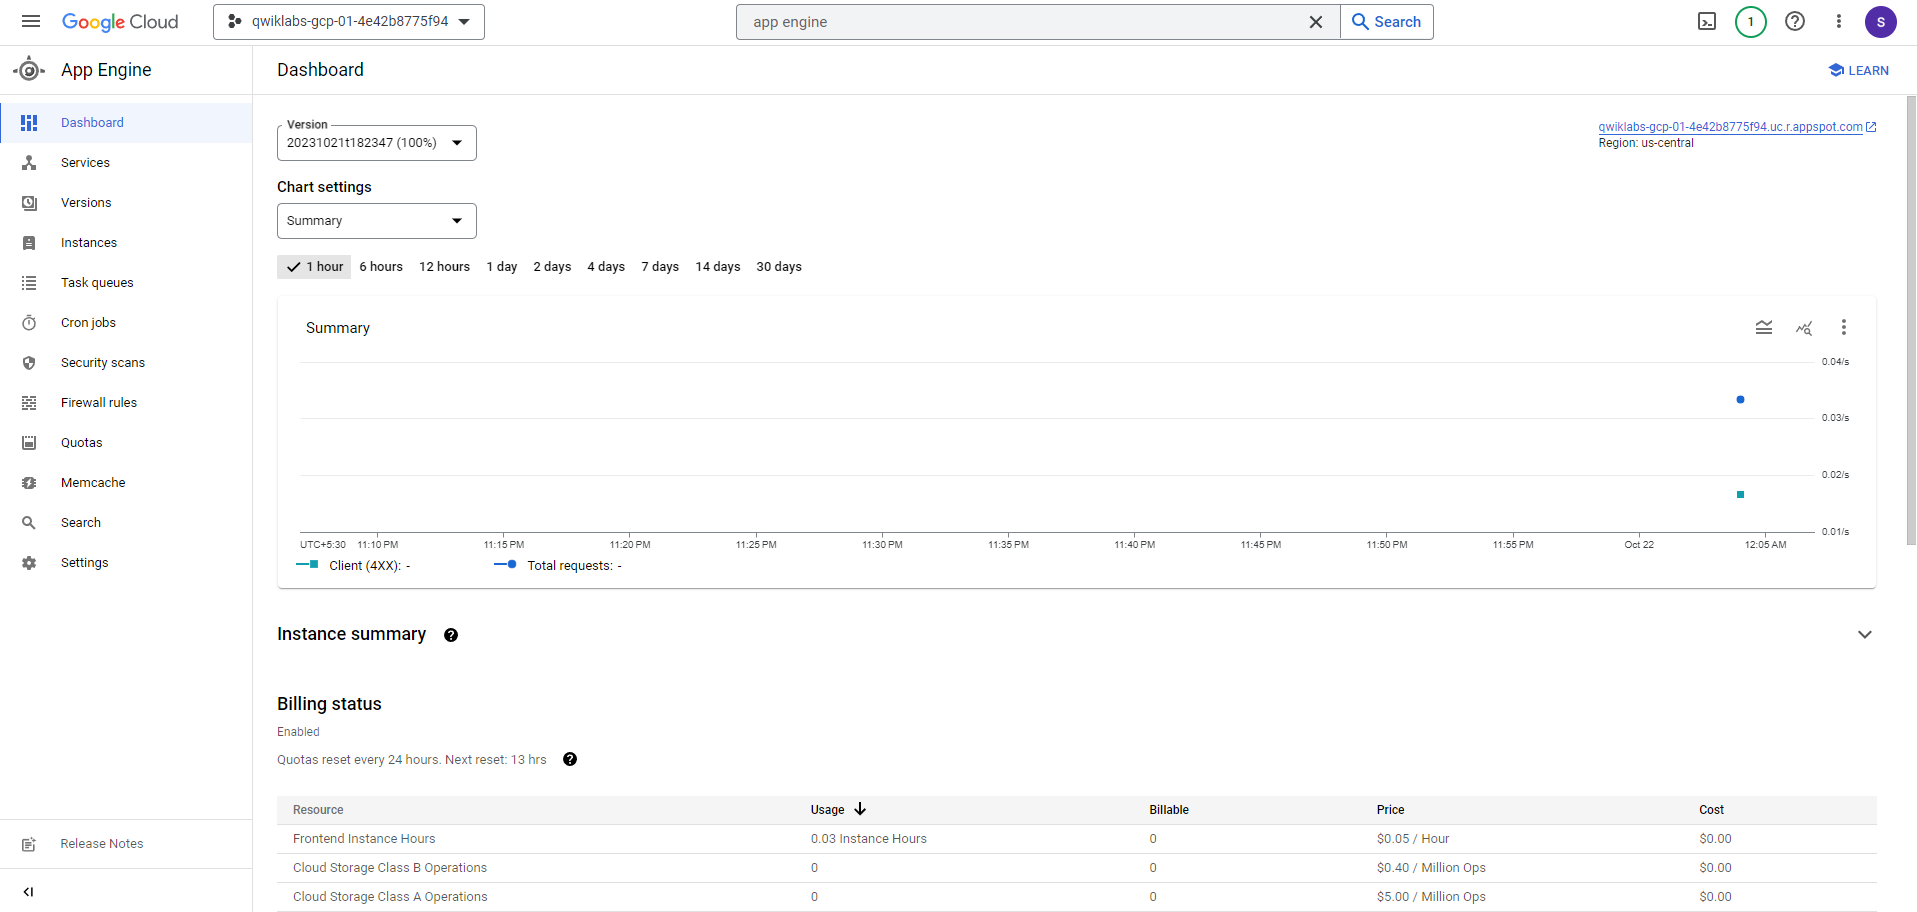 Google Cloud
qwiklabs-gcp-01-4e42b8775f94
app engine
Search
1
S
App Engine
Dashboard
LEARN
Dashboard
Services
Versions
Instances
Task queues
Cron jobs
Security scans
Firewall rules
Quotas
Memcache
Search
Settings
Release Notes
Version
20231021t182347 (100%)
qwiklabs-gcp-01-4e42b8775f94.uc.r.appspot.com
Region: us-central
Chart settings
Summary
1 hour 6 hours 12 hours 1 day 2 days 4 days 7 days 14 days 30 days
Summary
0.04/s
0.03/s
0.02/s
0.01/s
UTC+5:30 11:10 PM 11:15 PM 11:20 PM 11:25 PM 11:30 PM 11:35 PM 11:40 PM 11:45 PM 11:50 PM 11:55 PM Oct 22 12:05 AM
Client (4XX): - Total requests: -
Instance summary
Billing status
Enabled
Quotas reset every 24 hours. Next reset: 13 hrs
Resource Usage Billable Price Cost
Frontend Instance Hours 0.03 Instance Hours 0 $0.05 / Hour $0.00
Cloud Storage Class B Operations 0 0 $0.40 / Million Ops $0.00
Cloud Storage Class A Operations 0 0 $5.00 / Million Ops $0.00